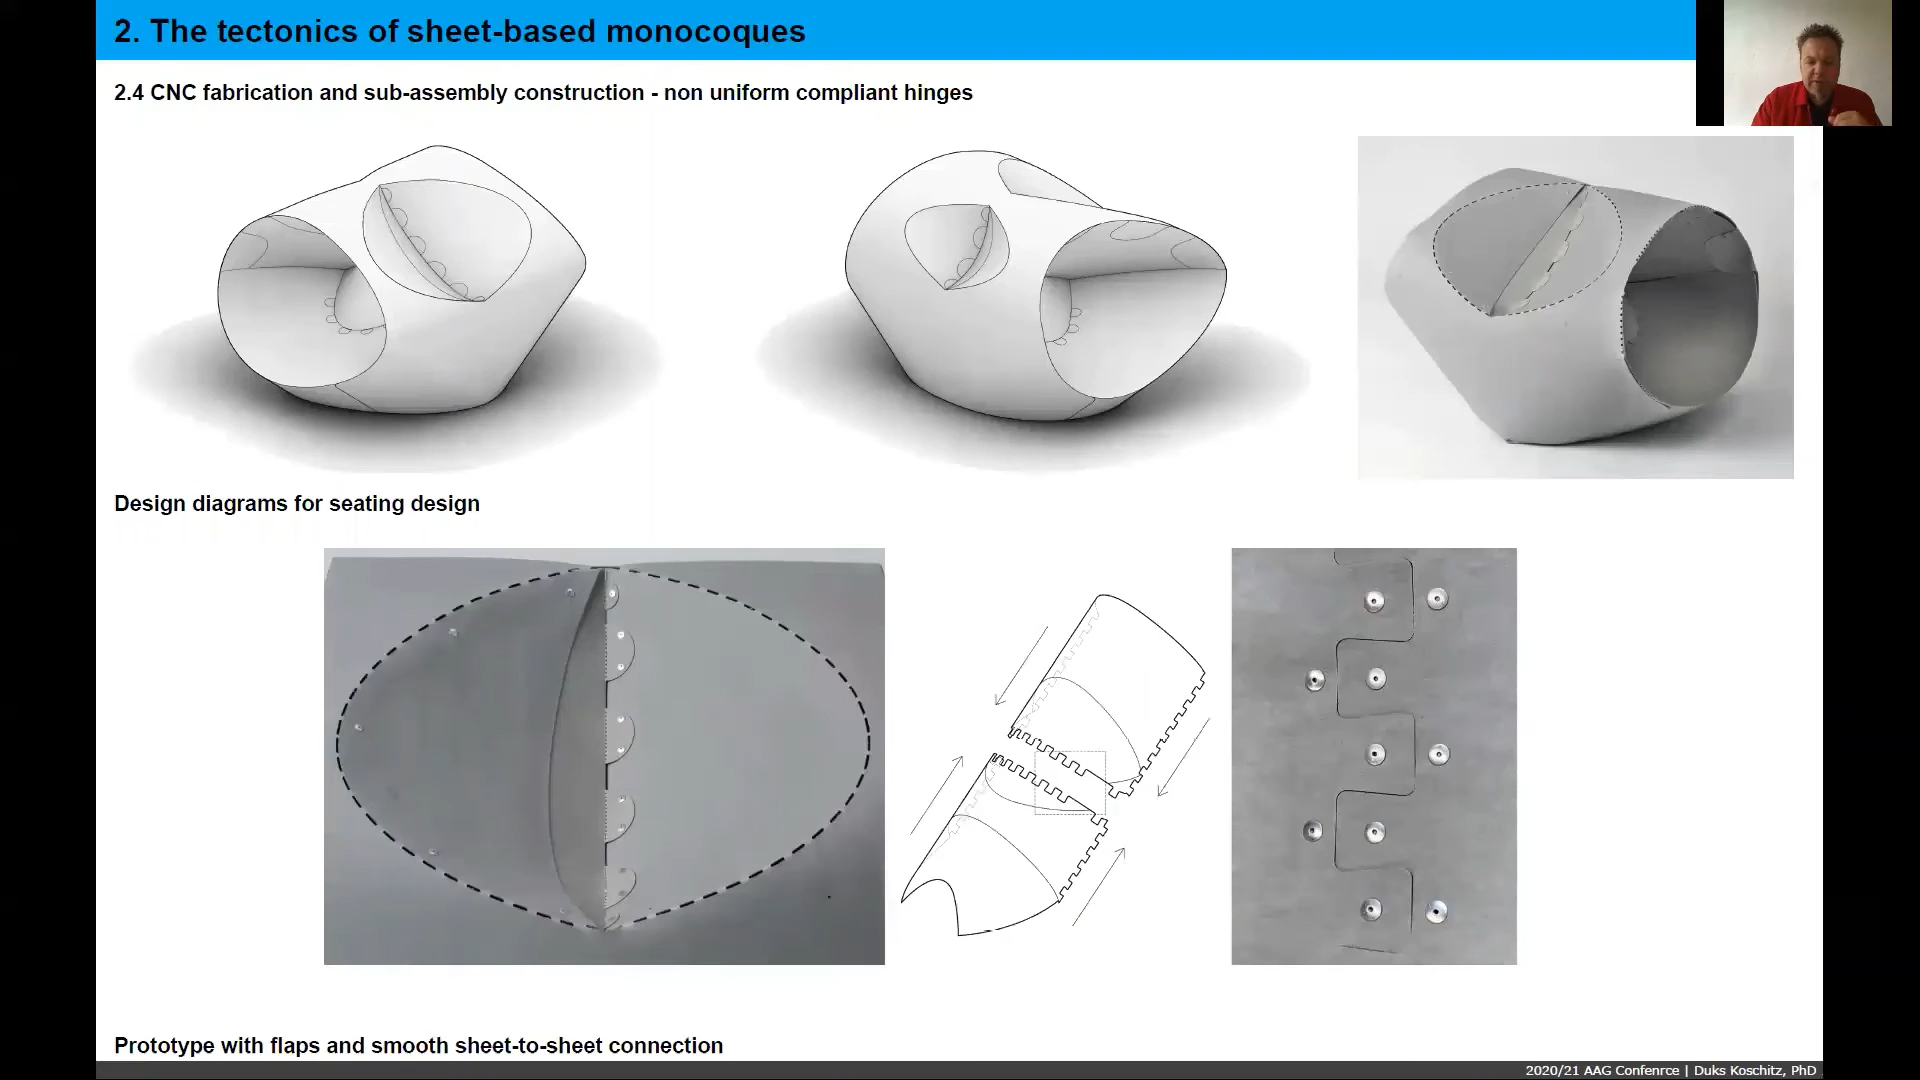 2. The tectonics of sheet-based monocoques
2.4 CNC fabrication and sub-assembly construction - non uniform compliant hinges
Design diagrams for seating design
Prototype with flaps and smooth sheet-to-sheet connection
2020/21 AAG Confenrce | Duks Koschitz, PhD